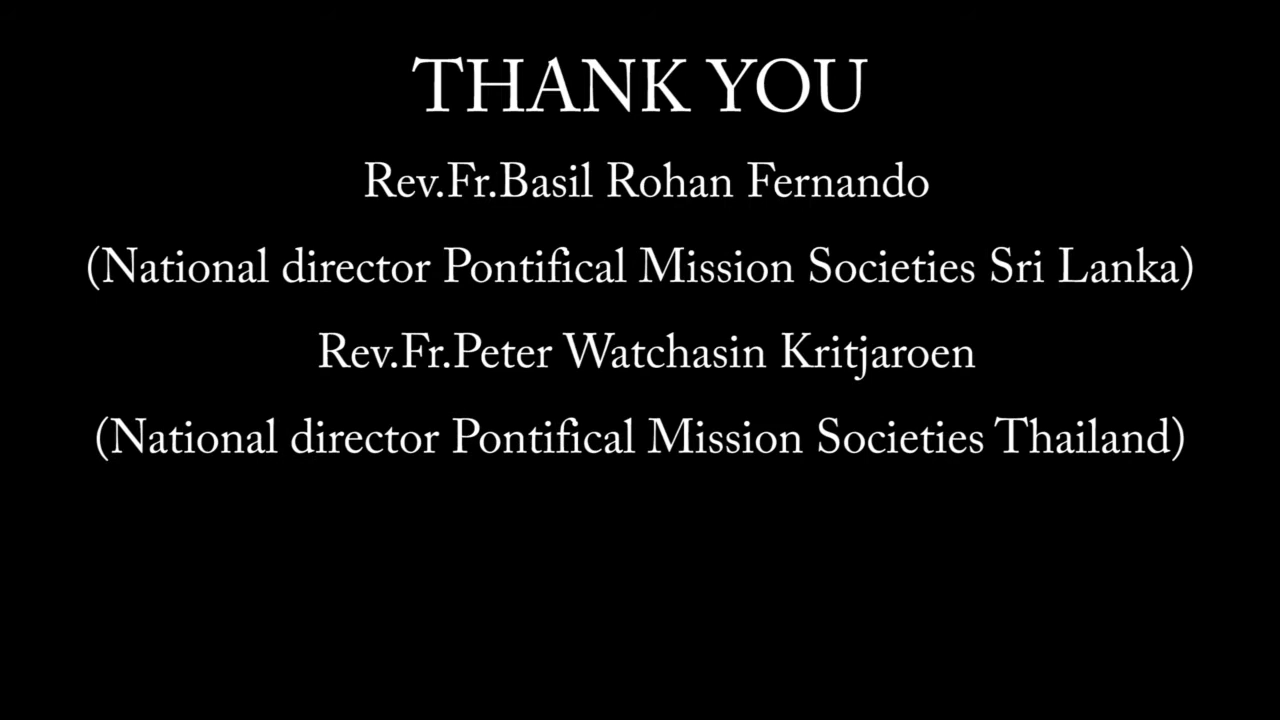 THANK YOU
Rev.Fr.Basil Rohan Fernando
(National director Pontifical Mission Societies Sri Lanka)
Rev.Fr.Peter Watchasin Kritjaroen
(National director Pontifical Mission Societies Thailand)